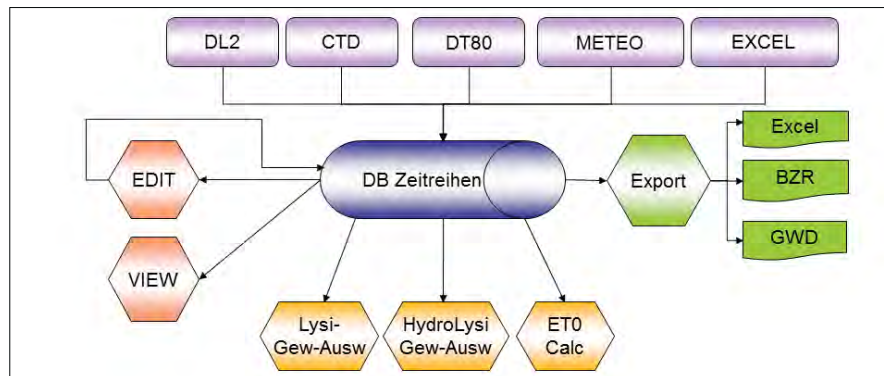 DL2
CTD
DT80
METEO
EXCEL
EDIT
DB Zeitreihen
Export
Excel
BZR
GWD
VIEW
Lysi-
Gew-Ausw
HydroLysi
Gew-Ausw
ET0
Calc